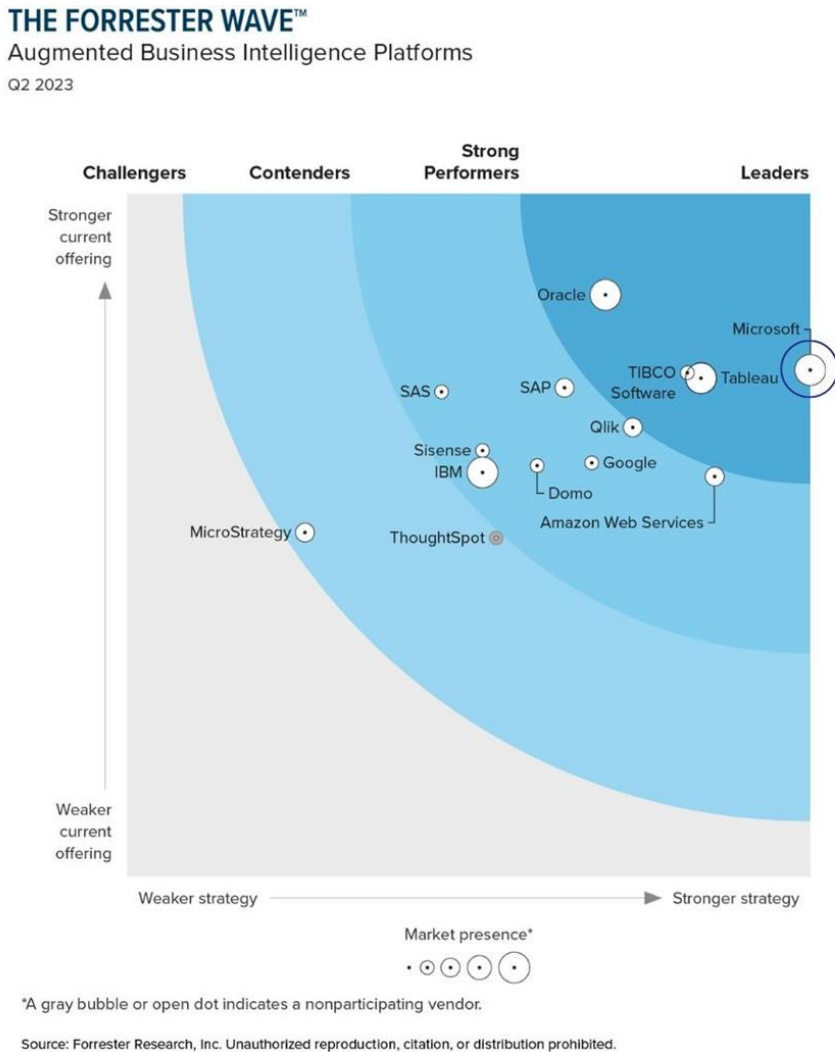 THE FORRESTER WAVE™
Augmented Business Intelligence Platforms
Q2 2023
Challengers
Contenders
Strong
Performers
Leaders
Stronger
current
offering
Oracle
Microsoft
TIBCO
Software
Tableau
SAS
SAP
Qlik
Sisense
IBM
Google
Domo
Amazon Web Services
MicroStrategy
ThoughtSpot
Weaker
current
offering
Weaker strategy
Stronger strategy
Market presence*
*A gray bubble or open dot indicates a nonparticipating vendor.
Source: Forrester Research, Inc. Unauthorized reproduction, citation, or distribution prohibited.